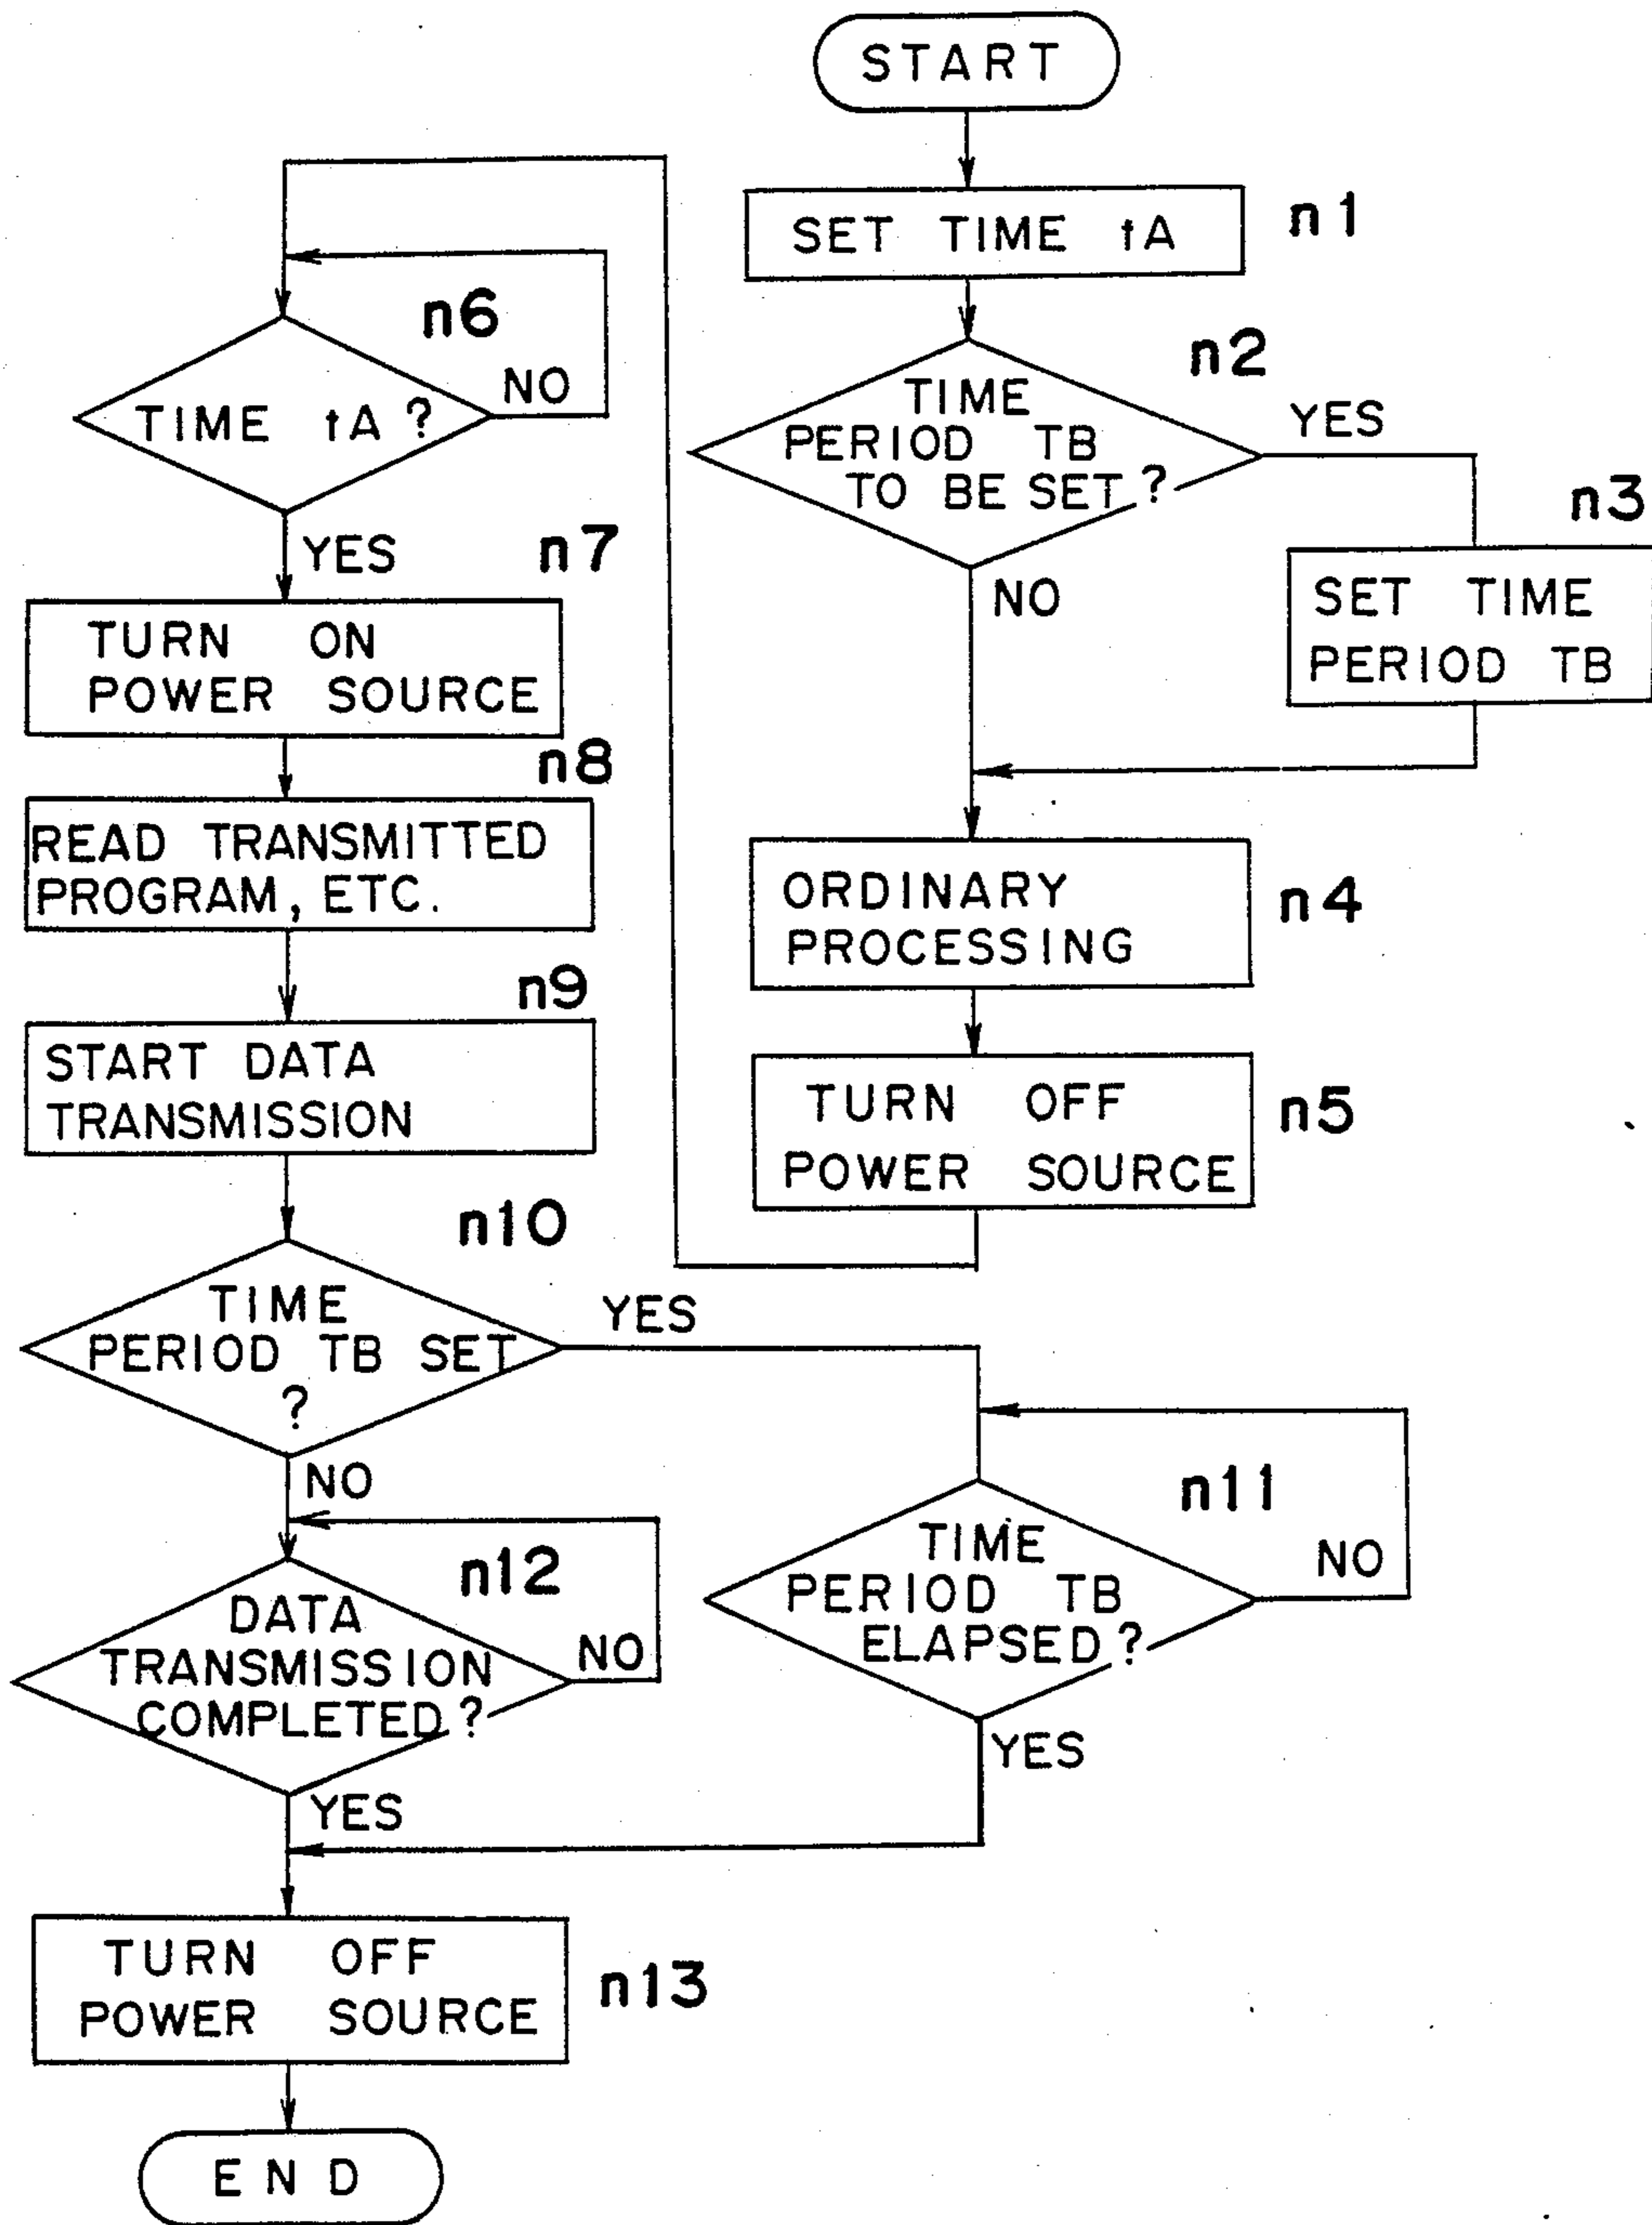 START
SET TIME tA
n1
TIME
PERIOD TB
TO BE SET ?
n2
YES
NO
SET TIME
PERIOD TB
n3
ORDINARY
PROCESSING
n4
TURN OFF
POWER SOURCE
n5
TIME tA ?
n6
NO
YES
TURN ON
POWER SOURCE
n7
READ TRANSMITTED
PROGRAM, ETC.
n8
START DATA
TRANSMISSION
n9
TIME
PERIOD TB SET
?
n10
YES
NO
TIME
PERIOD TB
ELAPSED ?
n11
NO
YES
DATA
TRANSMISSION
COMPLETED ?
n12
NO
YES
TURN OFF
POWER SOURCE
n13
END